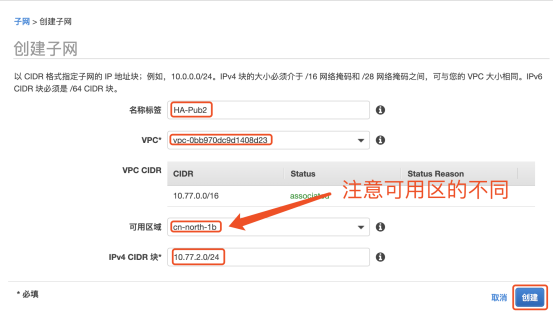 子网 > 创建子网
创建子网
以 CIDR 格式指定子网的 IP 地址块；例如，10.0.0.0/24。IPv4 块的大小必须介于 /16 网络掩码和 /28 网络掩码之间，可与您的 VPC 大小相同。IPv6
CIDR 块必须是 /64 CIDR 块。
名称标签 HA-Pub2
VPC* vpc-0bb970dc9d1408d23
VPC CIDR CIDR Status Status Reason
10.77.0.0/16 associated
注意可用区的不同
可用区域 cn-north-1b
IPv4 CIDR 块* 10.77.2.0/24
* 必填 取消 创建